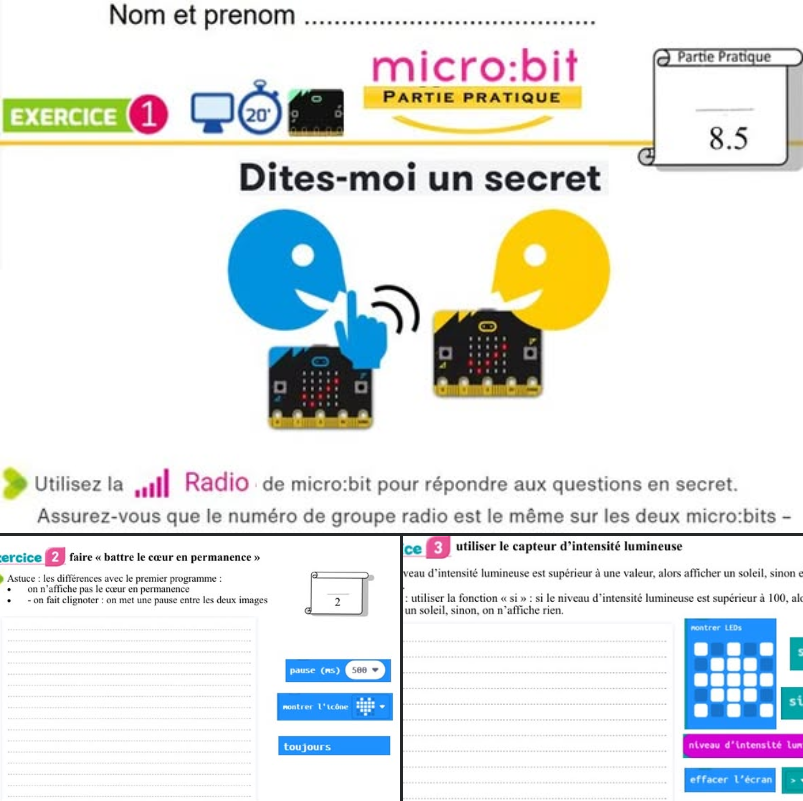 Nom et prenom ........................................
micro:bit
PARTIE PRATIQUE
EXERCICE 1
20'
Partie Pratique
8.5
Dites-moi un secret
Utilisez la Radio de micro:bit pour répondre aux questions en secret.
Assurez-vous que le numéro de groupe radio est le même sur les deux micro:bits –
ercice 2 faire « battre le cœur en permanence »
Astuce : les différences avec le premier programme :
• on n'affiche pas le cœur en permanence
• - on fait clignoter : on met une pause entre les deux images
2
pause (ms) 500
montrer l'icône
toujours
ce 3 utiliser le capteur d'intensité lumineuse
veau d'intensité lumineuse est supérieur à une valeur, alors afficher un soleil, sinon e
: utiliser la fonction « si » : si le niveau d'intensité lumineuse est supérieur à 100, alo
un soleil, sinon, on n'affiche rien.
montrer LEDs
s
si
niveau d'intensité lum
effacer l'écran
>